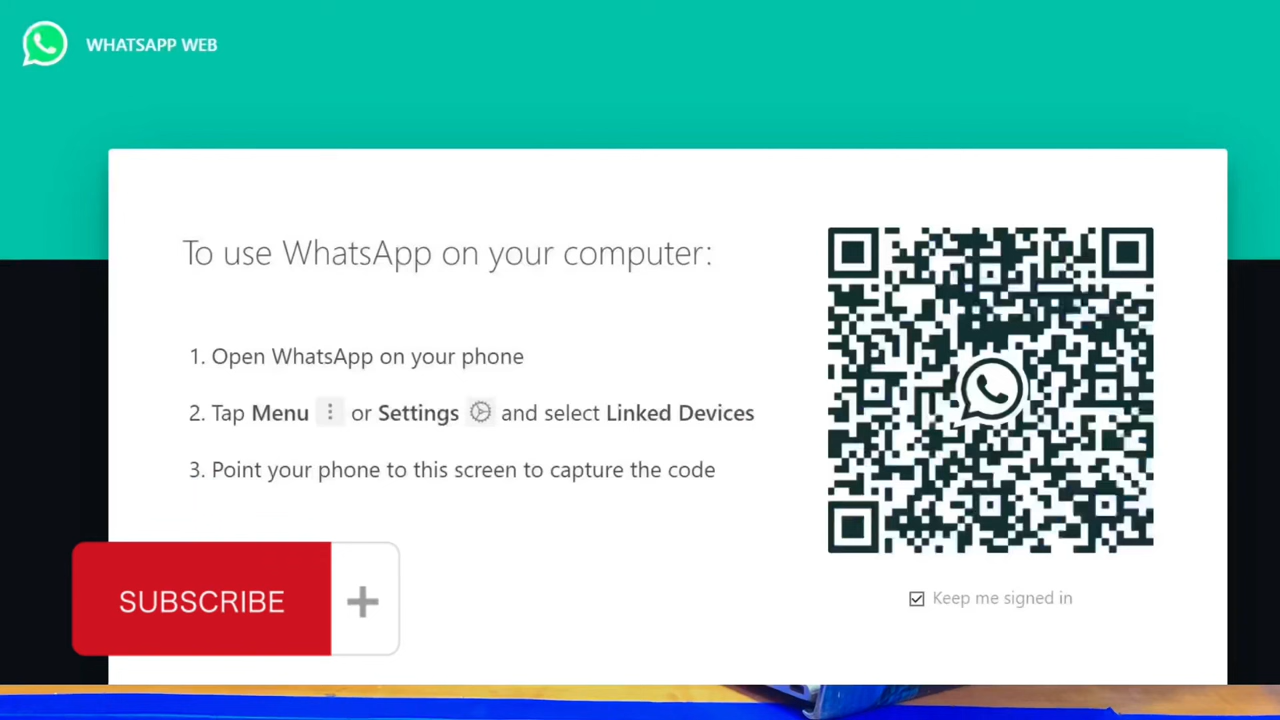 WHATSAPP WEB
To use WhatsApp on your computer:
1. Open WhatsApp on your phone
2. Tap Menu or Settings and select Linked Devices
3. Point your phone to this screen to capture the code
SUBSCRIBE
Keep me signed in